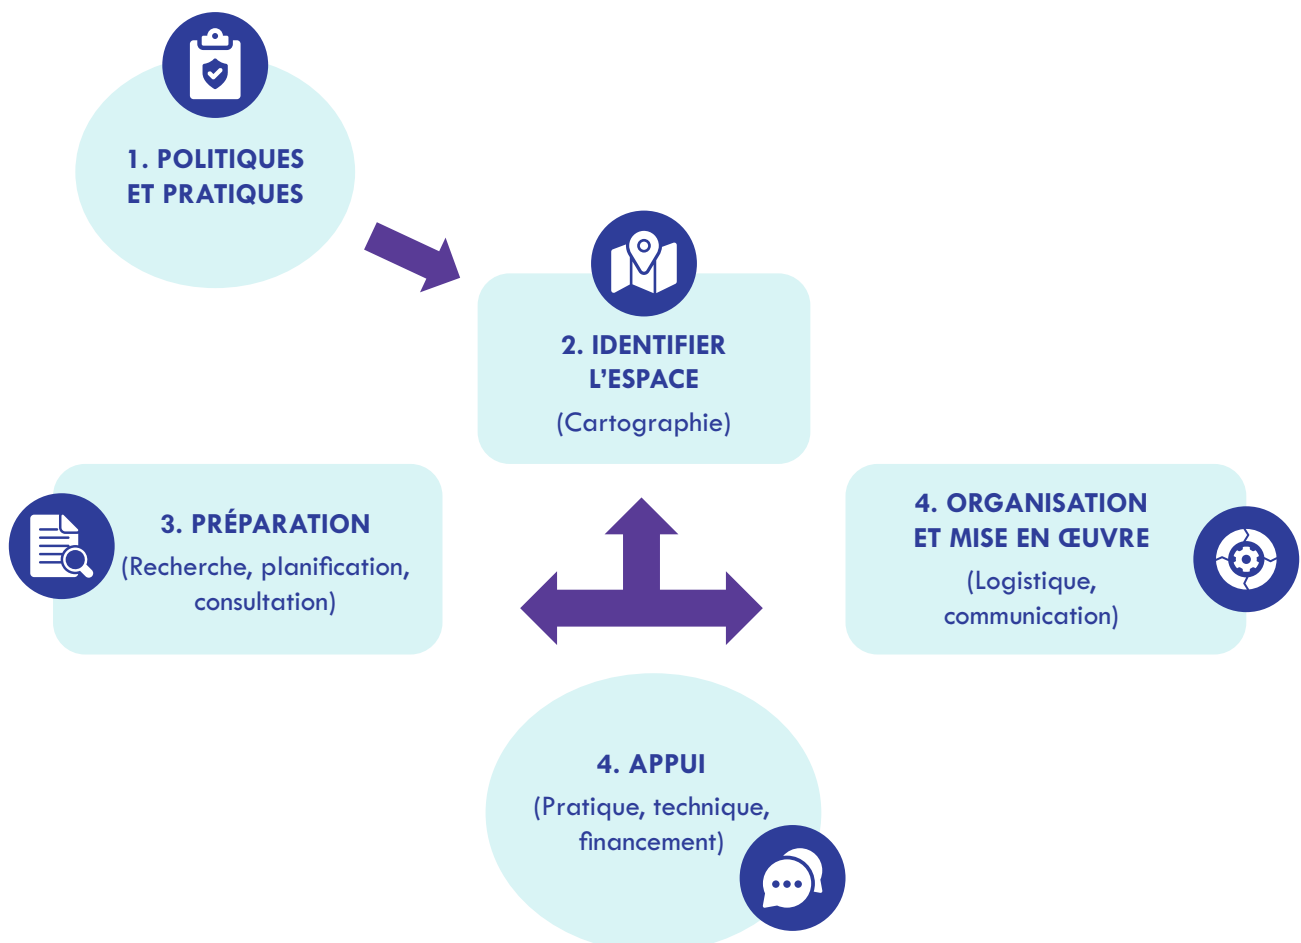 1. POLITIQUES
ET PRATIQUES
2. IDENTIFIER
L’ESPACE
(Cartographie)
3. PRÉPARATION
(Recherche, planification,
consultation)
4. ORGANISATION
ET MISE EN ŒUVRE
(Logistique,
communication)
4. APPUI
(Pratique, technique,
financement)